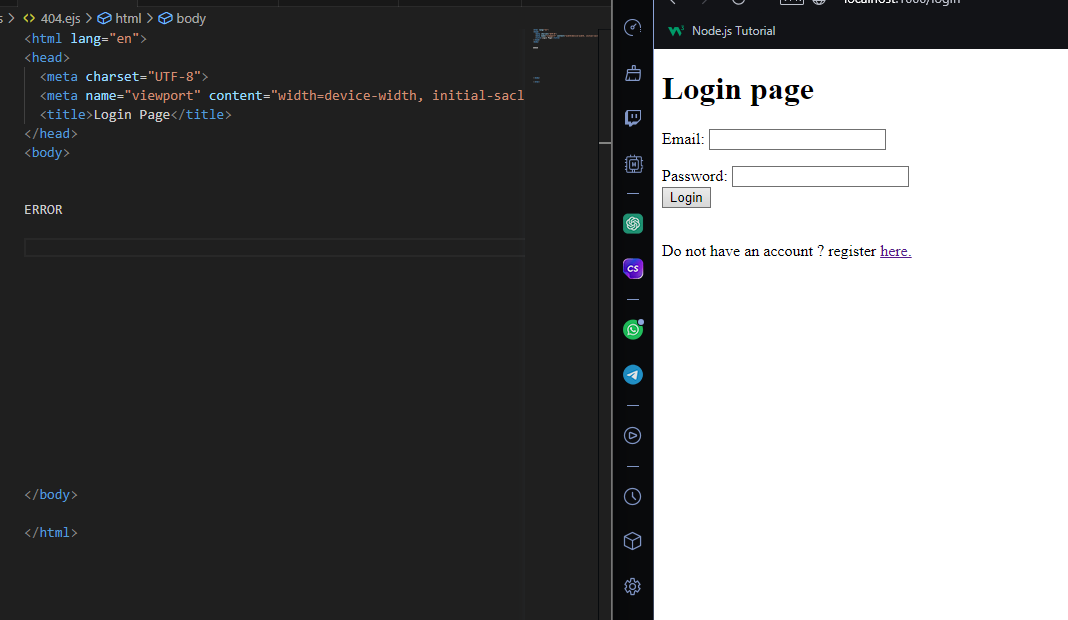 s > <> 404.ejs > html > body
<html lang="en">
<head>
<meta charset="UTF-8">
<meta name="viewport" content="width=device-width, initial-sacl
<title>Login Page</title>
</head>
<body>
ERROR
</body>
</html>
CS
Node.js Tutorial
Login page
Email:
Password:
Login
Do not have an account ? register here.